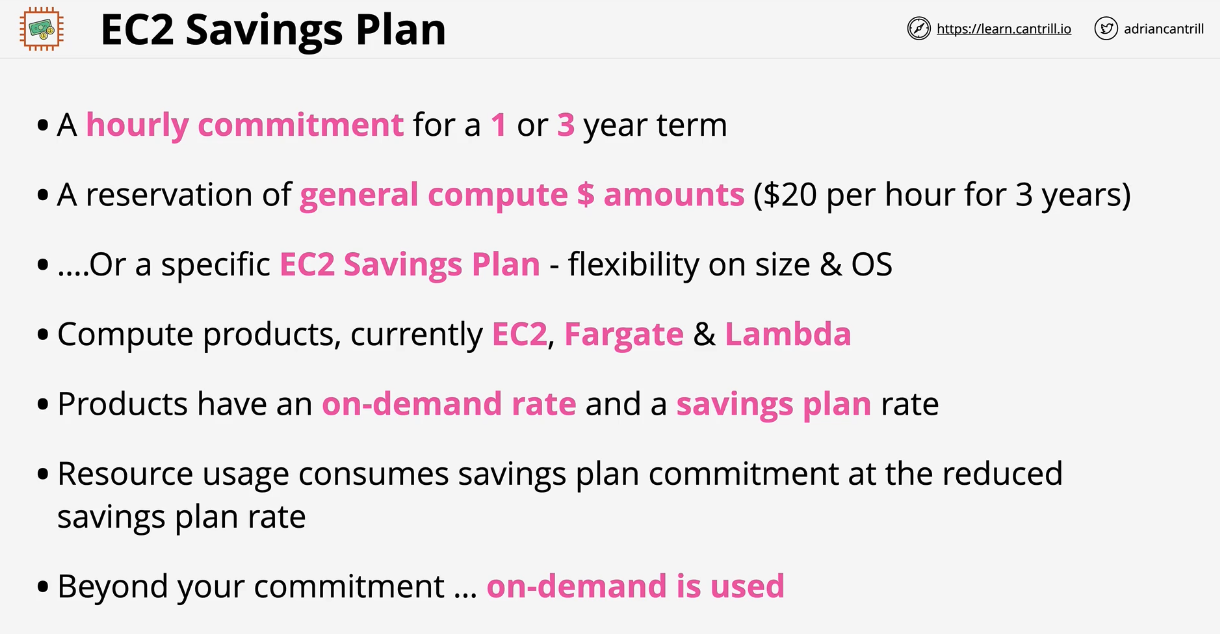 EC2 Savings Plan
https://learn.cantrill.io
adriancantrill
• A hourly commitment for a 1 or 3 year term
• A reservation of general compute $ amounts ($20 per hour for 3 years)
• ....Or a specific EC2 Savings Plan - flexibility on size & OS
• Compute products, currently EC2, Fargate & Lambda
• Products have an on-demand rate and a savings plan rate
• Resource usage consumes savings plan commitment at the reduced
savings plan rate
• Beyond your commitment ... on-demand is used